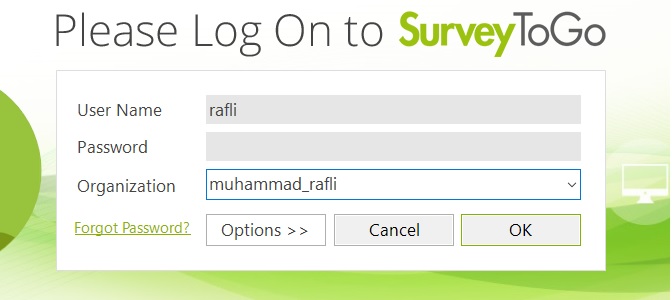 Please Log On to SurveyToGo
User Name rafli
Password
Organization muhammad_rafli
Forgot Password? Options >> Cancel OK